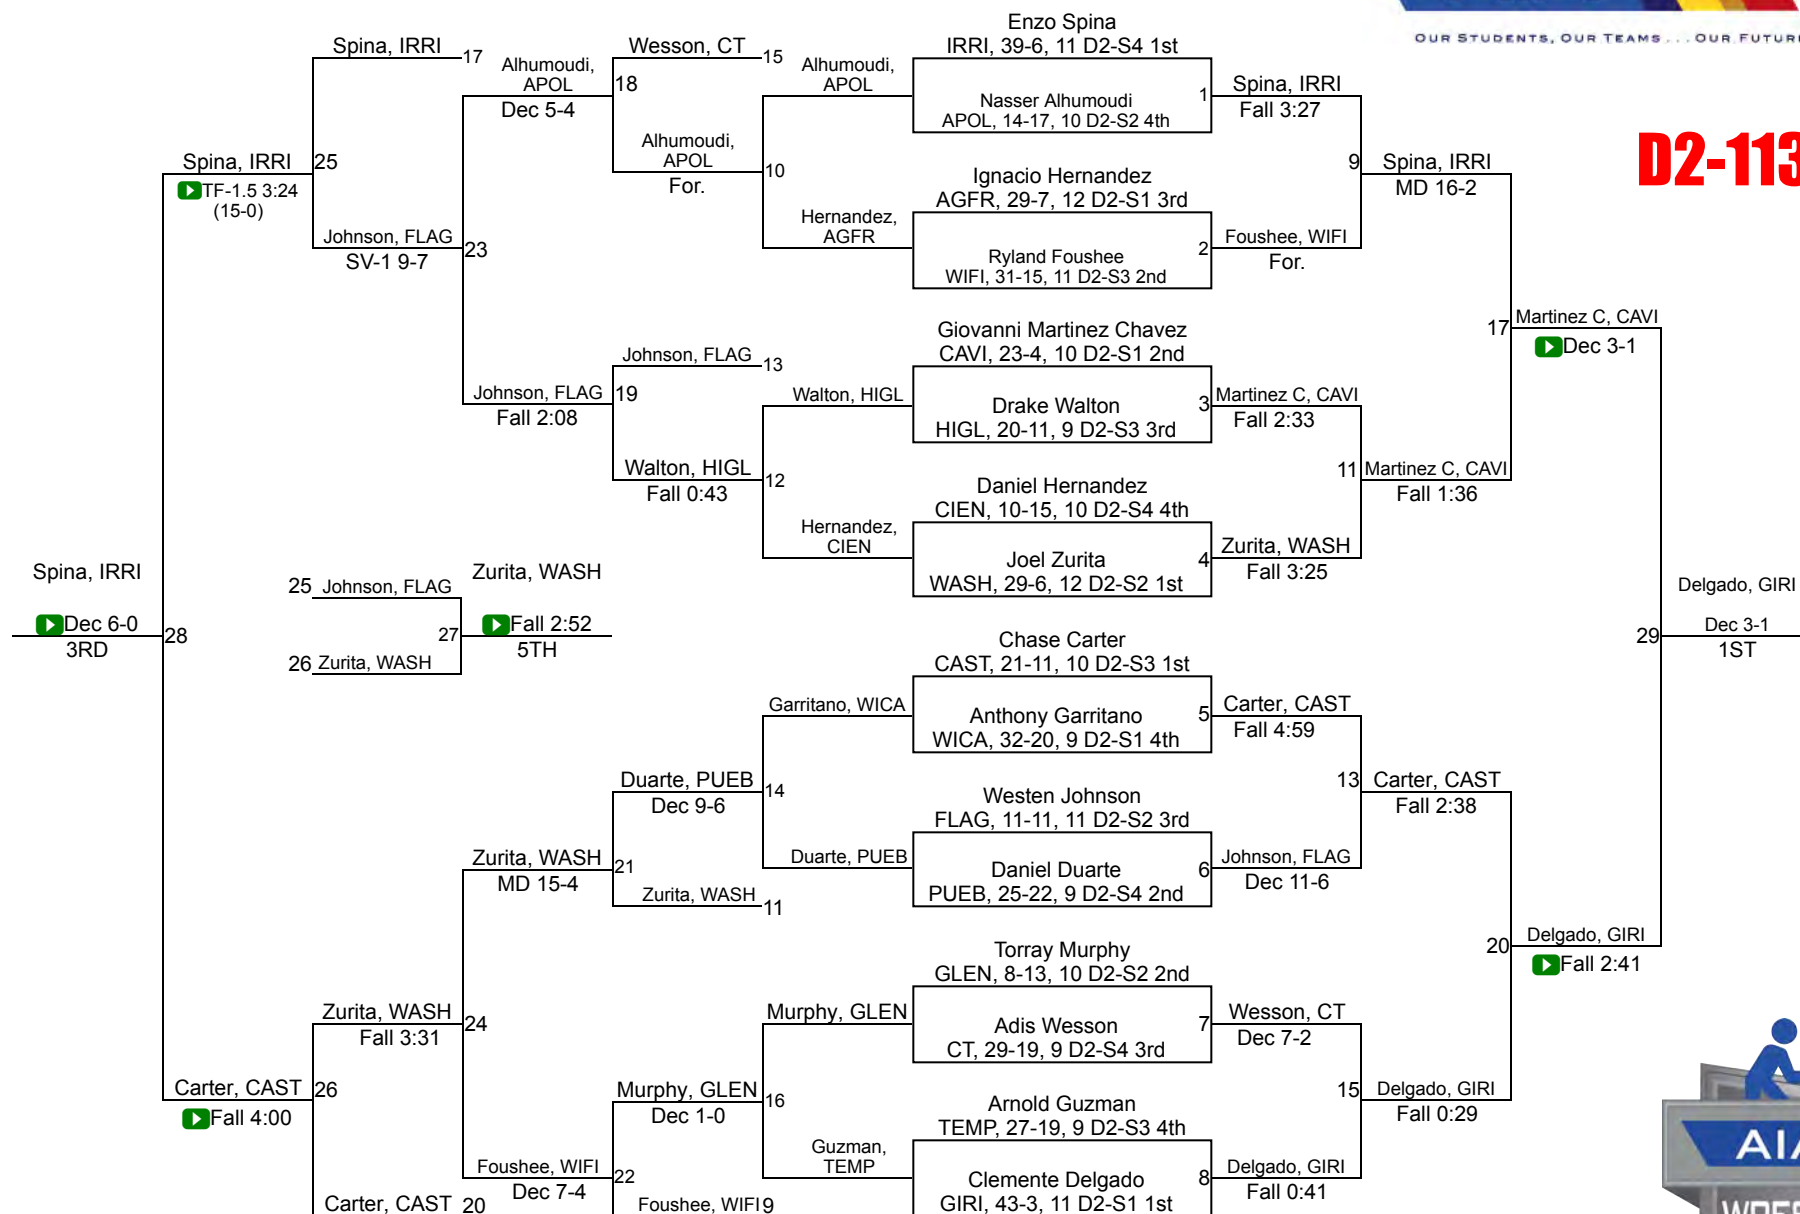 OUR STUDENTS, OUR TEAMS . . . OUR FUTURE
D2-113
Spina, IRRI
Dec 6-0
3RD
28
Spina, IRRI
TF-1.5 3:24
(15-0)
Carter, CAST
Fall 4:00
Spina, IRRI
17
25
Johnson, FLAG
SV-1 9-7
23
25 Johnson, FLAG
26 Zurita, WASH
27
Zurita, WASH
Fall 2:52
5TH
Zurita, WASH
Fall 3:31
24
26
Carter, CAST 20
Alhumoudi,
APOL
Dec 5-4
18
Johnson, FLAG
Fall 2:08
19
Zurita, WASH
MD 15-4
21
Foushee, WIFI
Dec 7-4
22
Wesson, CT
15
Alhumoudi,
APOL
For.
10
Johnson, FLAG
13
Walton, HIGL
Fall 0:43
12
Duarte, PUEB
Dec 9-6
14
Zurita, WASH
11
Murphy, GLEN
Dec 1-0
16
Foushee, WIFI 9
Alhumoudi,
APOL
Hernandez,
AGFR
Walton, HIGL
Hernandez,
CIEN
Garritano, WICA
Duarte, PUEB
Murphy, GLEN
Guzman,
TEMP
Enzo Spina
IRRI, 39-6, 11 D2-S4 1st
Nasser Alhumoudi
APOL, 14-17, 10 D2-S2 4th
1
Ignacio Hernandez
AGFR, 29-7, 12 D2-S1 3rd
Ryland Foushee
WIFI, 31-15, 11 D2-S3 2nd
2
Giovanni Martinez Chavez
CAVI, 23-4, 10 D2-S1 2nd
Drake Walton
HIGL, 20-11, 9 D2-S3 3rd
3
Daniel Hernandez
CIEN, 10-15, 10 D2-S4 4th
Joel Zurita
WASH, 29-6, 12 D2-S2 1st
4
Chase Carter
CAST, 21-11, 10 D2-S3 1st
Anthony Garritano
WICA, 32-20, 9 D2-S1 4th
5
Westen Johnson
FLAG, 11-11, 11 D2-S2 3rd
Daniel Duarte
PUEB, 25-22, 9 D2-S4 2nd
6
Torray Murphy
GLEN, 8-13, 10 D2-S2 2nd
Adis Wesson
CT, 29-19, 9 D2-S4 3rd
7
Arnold Guzman
TEMP, 27-19, 9 D2-S3 4th
Clemente Delgado
GIRI, 43-3, 11 D2-S1 1st
8
Spina, IRRI
Fall 3:27
Foushee, WIFI
For.
9
Martinez C, CAVI
Fall 2:33
Zurita, WASH
Fall 3:25
11
Carter, CAST
Fall 4:59
Johnson, FLAG
Dec 11-6
13
Wesson, CT
Dec 7-2
Delgado, GIRI
Fall 0:41
15
Spina, IRRI
MD 16-2
Martinez C, CAVI
Fall 1:36
17
Carter, CAST
Fall 2:38
Delgado, GIRI
Fall 0:29
20
Martinez C, CAVI
Dec 3-1
Delgado, GIRI
Fall 2:41
29
Delgado, GIRI
Dec 3-1
1ST
AIA